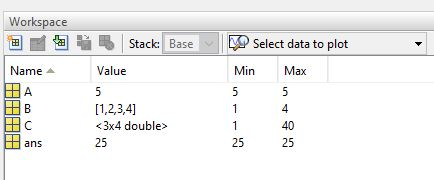 Workspace
Stack: Base Select data to plot
Name Value Min Max
A 5 5 5
B [1,2,3,4] 1 4
C <3x4 double> 1 40
ans 25 25 25